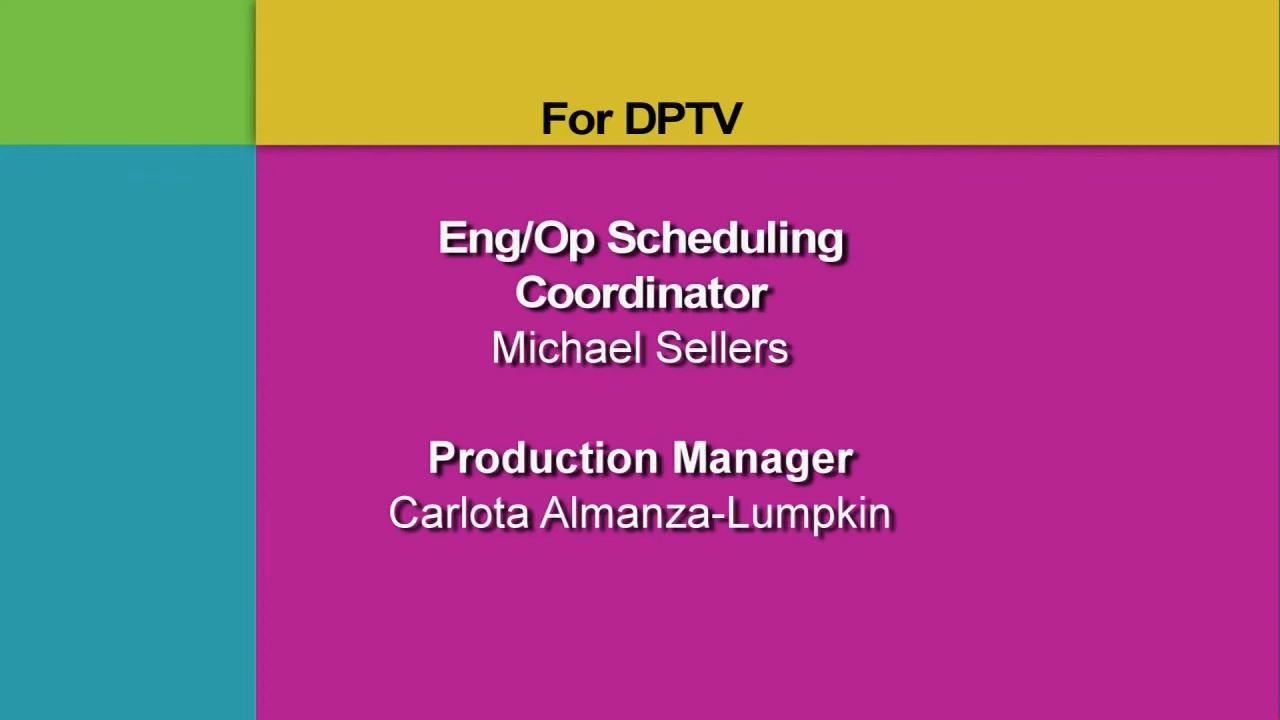 For DPTV
Eng/Op Scheduling
Coordinator
Michael Sellers
Production Manager
Carlota Almanza-Lumpkin